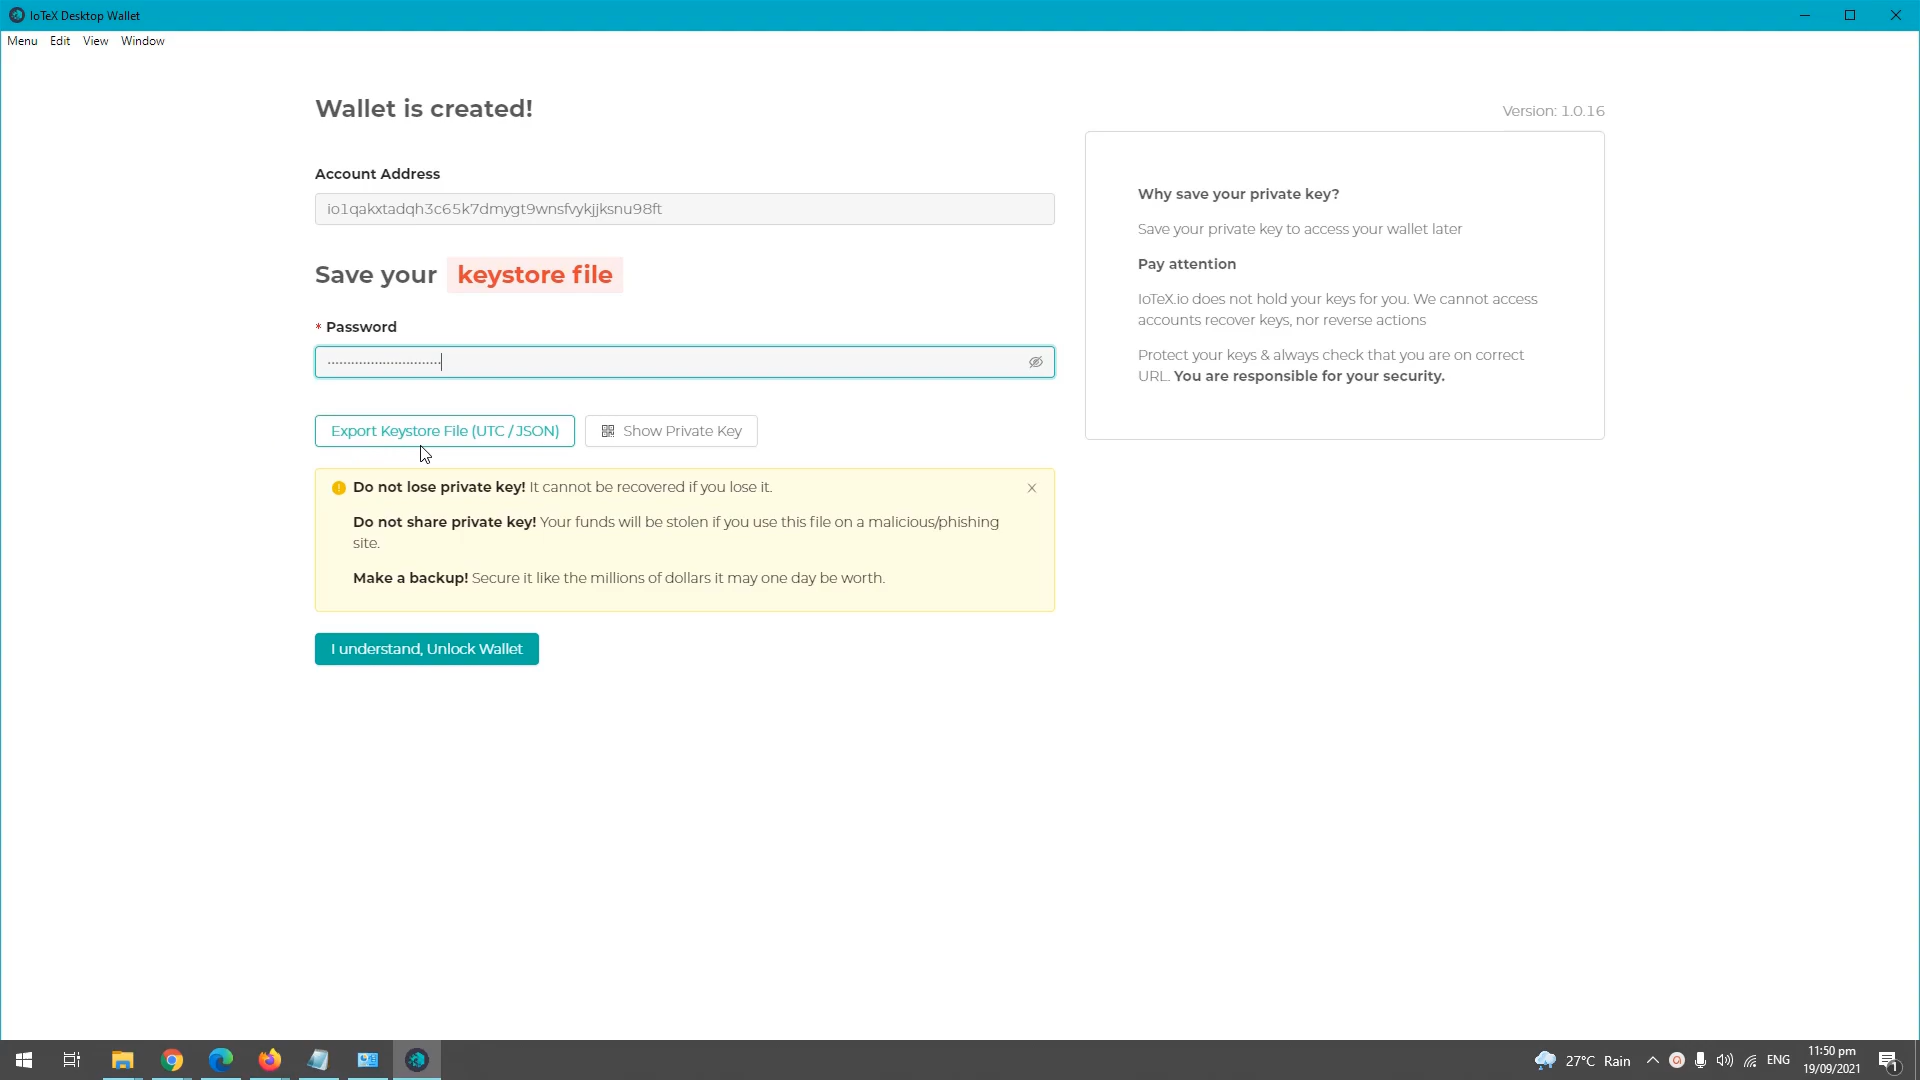 IoTeX Desktop Wallet
Menu Edit View Window
Wallet is created!
Version: 1.0.16
Account Address
io1qakxtadqh3c65k7dmygt9wnsfvykjjksnu98ft
Save your keystore file
* Password
Export Keystore File (UTC / JSON)
Show Private Key
Do not lose private key! It cannot be recovered if you lose it.
Do not share private key! Your funds will be stolen if you use this file on a malicious/phishing
site.
Make a backup! Secure it like the millions of dollars it may one day be worth.
I understand, Unlock Wallet
Why save your private key?
Save your private key to access your wallet later
Pay attention
IoTeX.io does not hold your keys for you. We cannot access
accounts recover keys, nor reverse actions
Protect your keys & always check that you are on correct
URL. You are responsible for your security.
27°C Rain
ENG
11:50 pm
19/09/2021
1